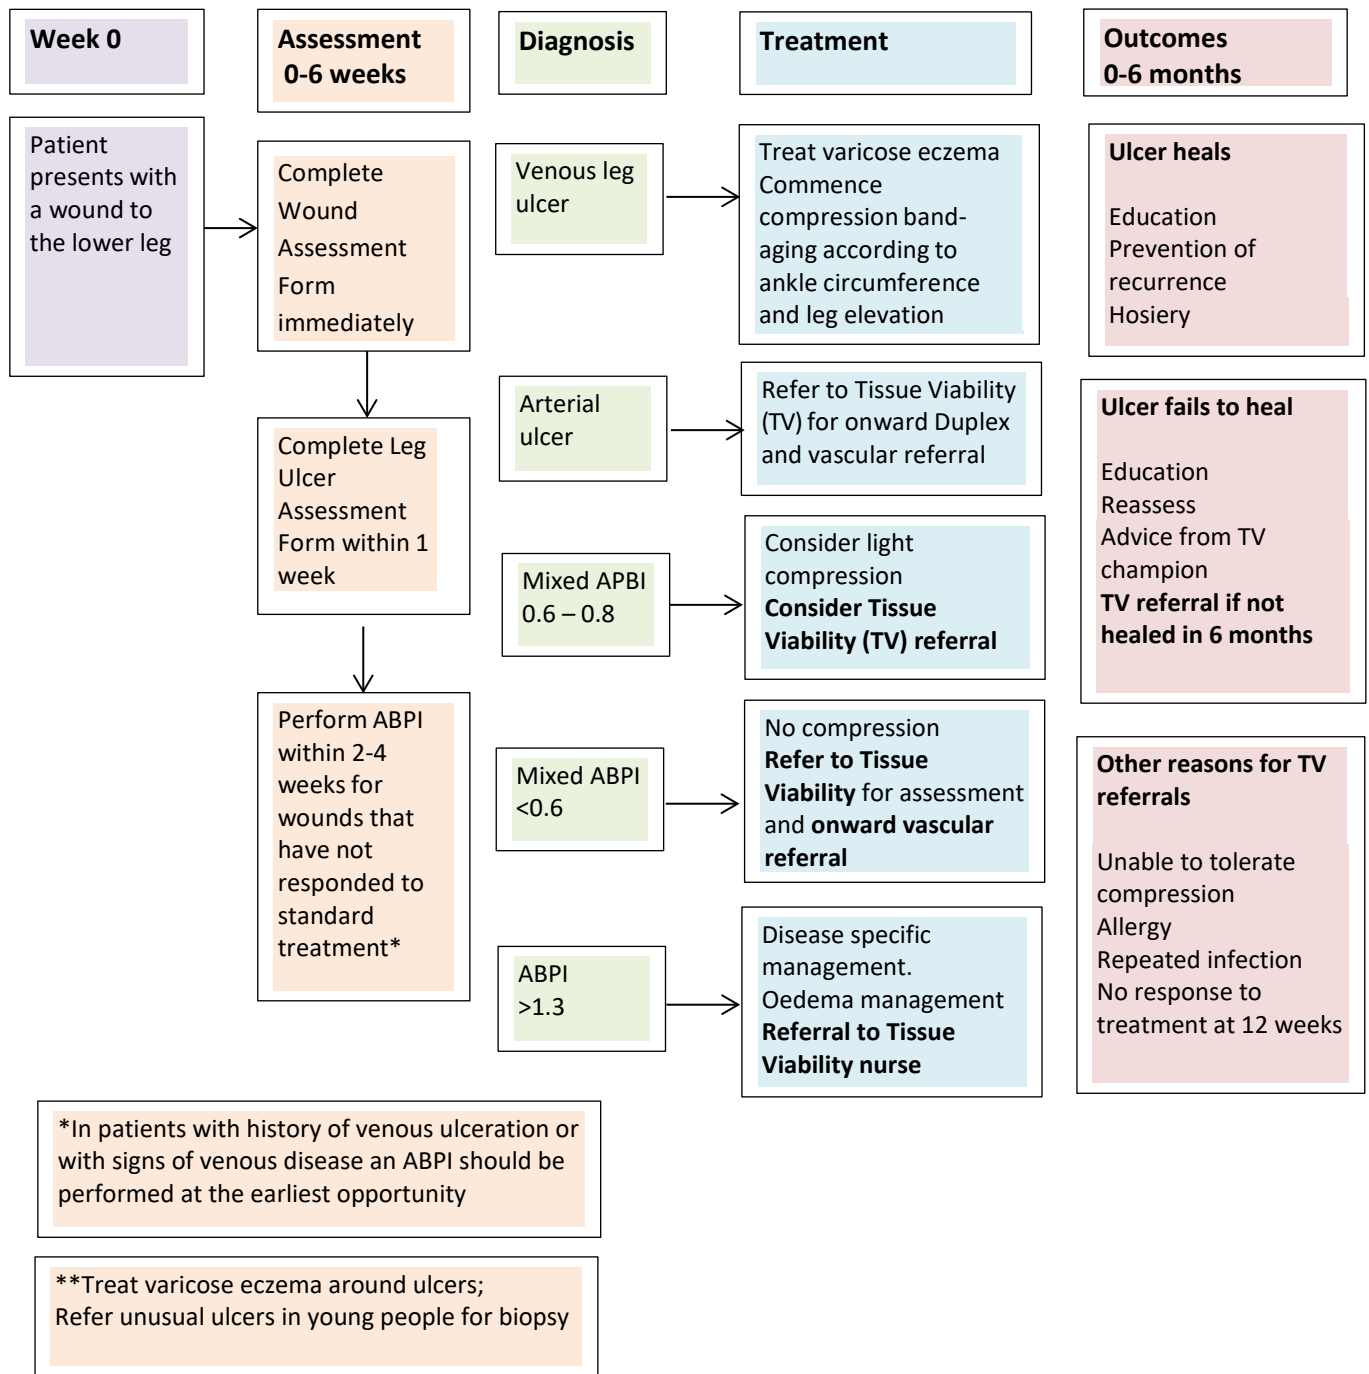 Week 0
Assessment
0-6 weeks
Diagnosis
Treatment
Outcomes
0-6 months
Patient
presents with
a wound to
the lower leg
Complete
Wound
Assessment
Form
immediately
Complete Leg
Ulcer
Assessment
Form within 1
week
Perform ABPI
within 2-4
weeks for
wounds that
have not
responded to
standard
treatment*
Venous leg
ulcer
Arterial
ulcer
Mixed APBI
0.6 – 0.8
Mixed ABPI
<0.6
ABPI
>1.3
Treat varicose eczema
Commence
compression band-
aging according to
ankle circumference
and leg elevation
Refer to Tissue Viability
(TV) for onward Duplex
and vascular referral
Consider light
compression
Consider Tissue
Viability (TV) referral
No compression
Refer to Tissue
Viability for assessment
and onward vascular
referral
Disease specific
management.
Oedema management
Referral to Tissue
Viability nurse
Ulcer heals
Education
Prevention of
recurrence
Hosiery
Ulcer fails to heal
Education
Reassess
Advice from TV
champion
TV referral if not
healed in 6 months
Other reasons for TV
referrals
Unable to tolerate
compression
Allergy
Repeated infection
No response to
treatment at 12 weeks
*In patients with history of venous ulceration or
with signs of venous disease an ABPI should be
performed at the earliest opportunity
**Treat varicose eczema around ulcers;
Refer unusual ulcers in young people for biopsy